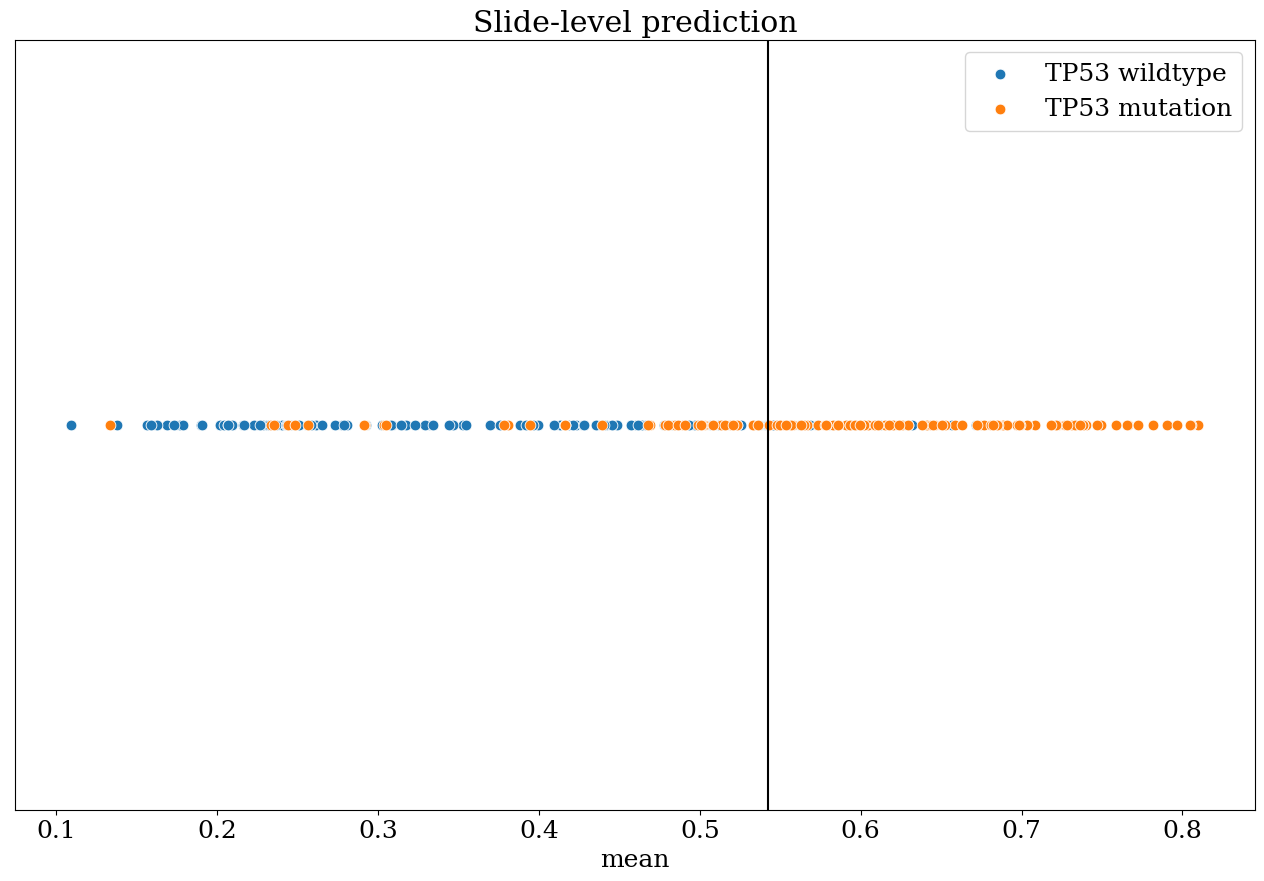 Slide-level prediction
TP53 wildtype
TP53 mutation
0.1 0.2 0.3 0.4 0.5 0.6 0.7 0.8
mean